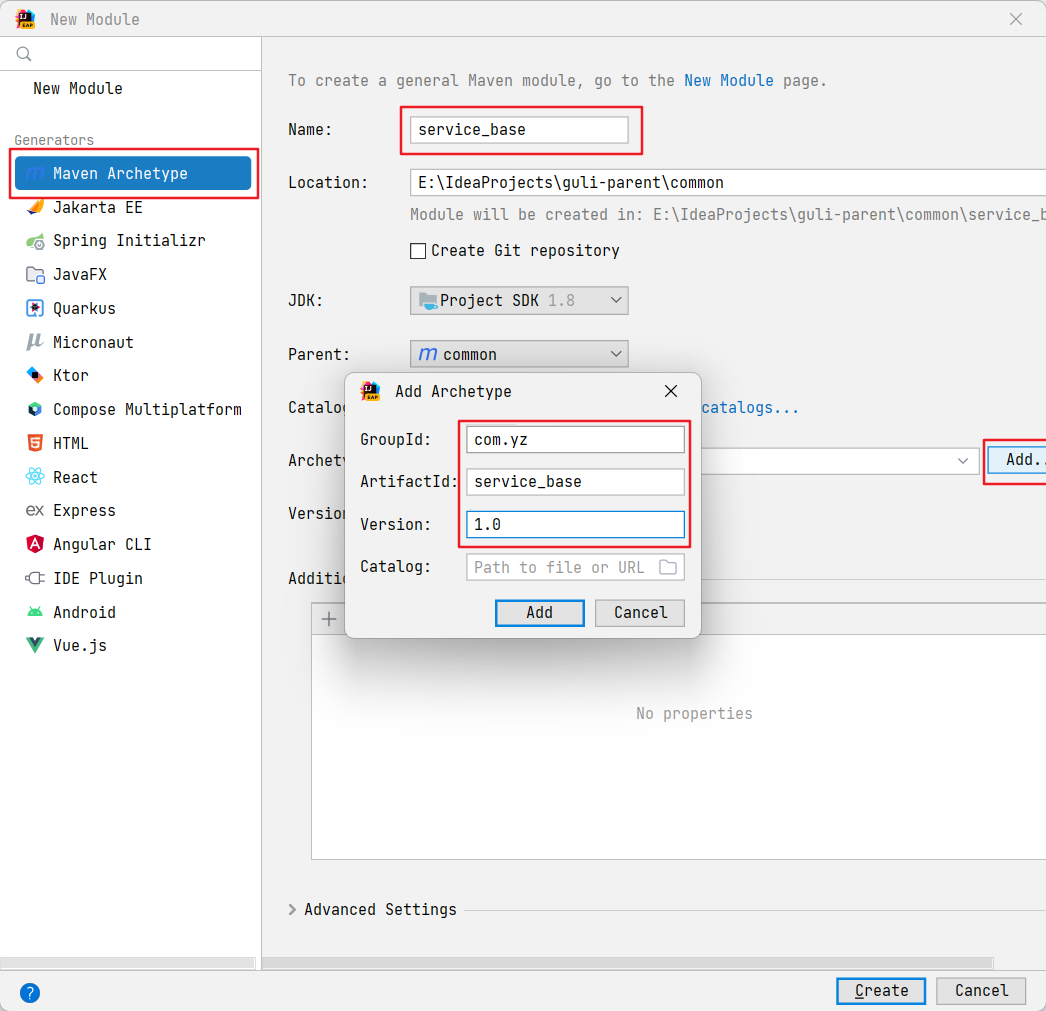 New Module
New Module
Generators
Maven Archetype
Jakarta EE
Spring Initializr
JavaFX
Quarkus
Micronaut
Ktor
Compose Multiplatform
HTML
React
Express
Angular CLI
IDE Plugin
Android
Vue.js
To create a general Maven module, go to the New Module page.
Name: service_base
Location: E:\IdeaProjects\guli-parent\common
Module will be created in: E:\IdeaProjects\guli-parent\common\service_b
Create Git repository
JDK: Project SDK 1.8
Parent: m common
Catalo catalogs...
Archet Add..
Version
Additi
Add Archetype
GroupId: com.yz
ArtifactId: service_base
Version: 1.0
Catalog: Path to file or URL
Add Cancel
No properties
Advanced Settings
? Create Cancel